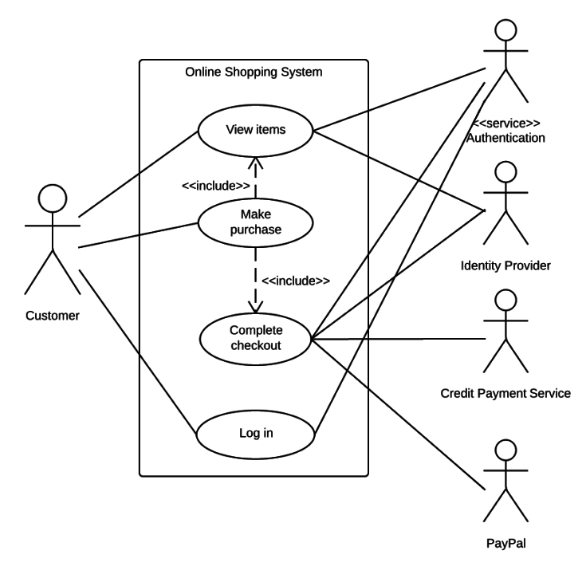 Online Shopping System
View items
<<service>>
Authentication
<<include>>
Make
purchase
Identity Provider
<<include>>
Customer
Complete
checkout
Credit Payment Service
Log in
PayPal